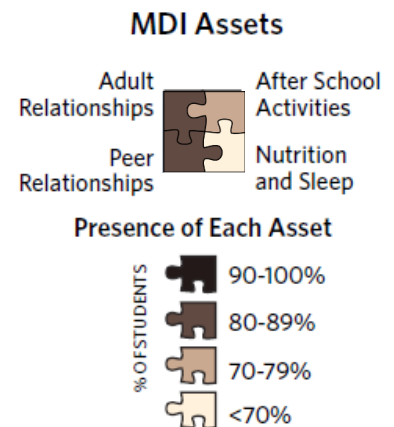 MDI Assets
Adult
Relationships
After School
Activities
Peer
Relationships
Nutrition
and Sleep
Presence of Each Asset
% OF STUDENTS
90-100%
80-89%
70-79%
<70%